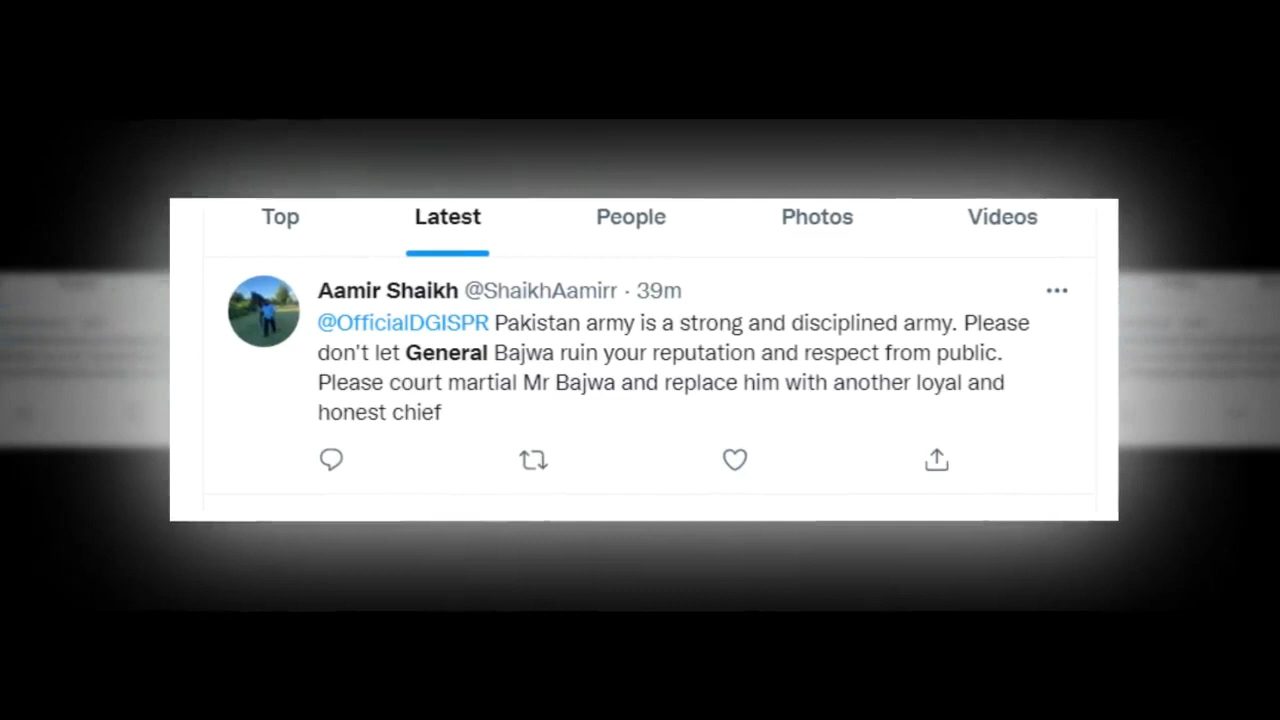 Top Latest People Photos Videos
Aamir Shaikh @ShaikhAamirr · 39m
@OfficialDGISPR Pakistan army is a strong and disciplined army. Please
don't let General Bajwa ruin your reputation and respect from public.
Please court martial Mr Bajwa and replace him with another loyal and
honest chief